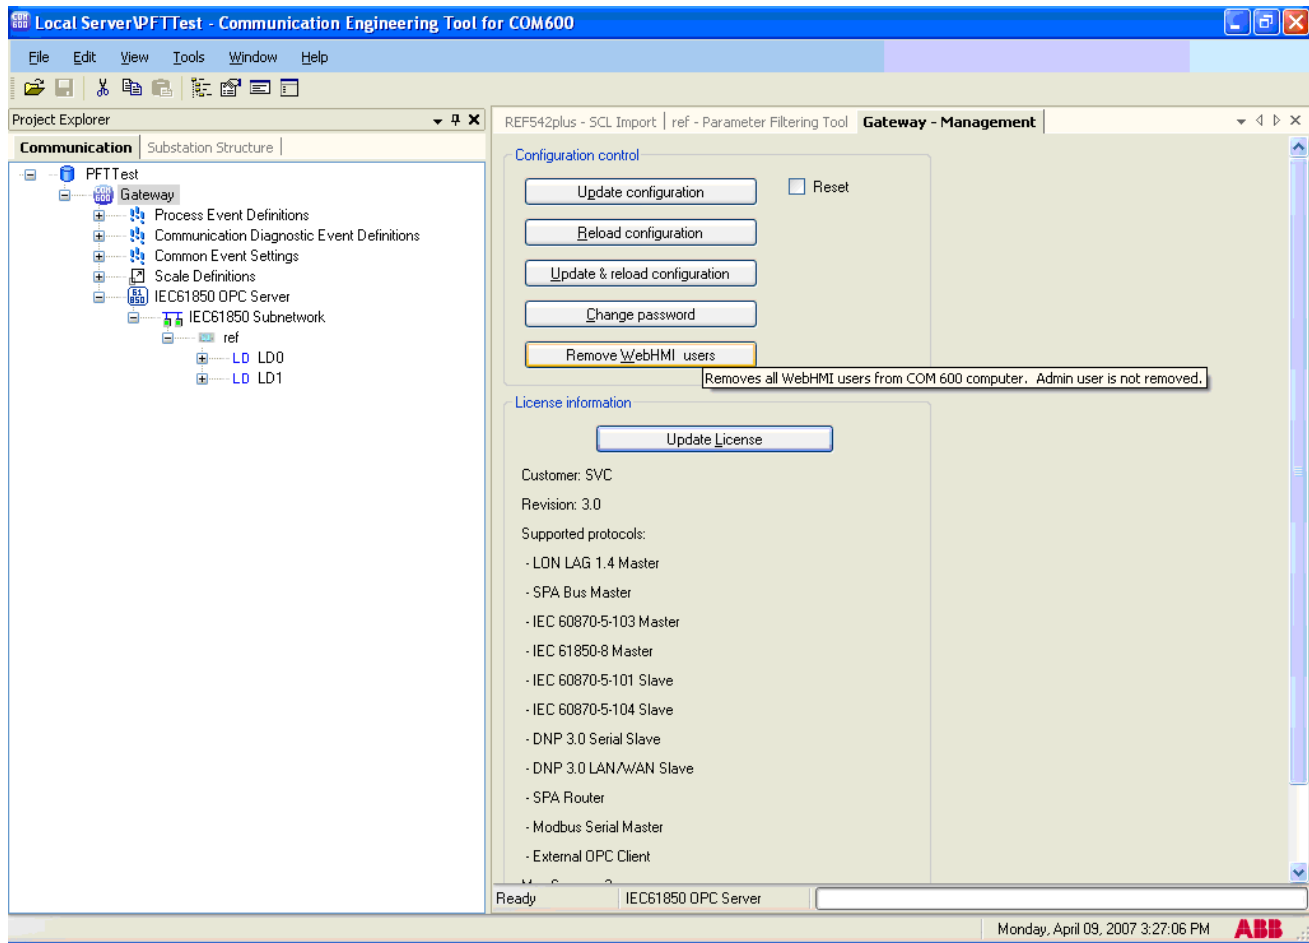 Local Server\PFTTest - Communication Engineering Tool for COM600
File Edit View Tools Window Help
Project Explorer
Communication Substation Structure
PFTTest
Gateway
Process Event Definitions
Communication Diagnostic Event Definitions
Common Event Settings
Scale Definitions
IEC61850 OPC Server
IEC61850 Subnetwork
ref
LD LD0
LD LD1
REF542plus - SCL Import ref - Parameter Filtering Tool Gateway - Management
Configuration control
Update configuration Reset
Reload configuration
Update & reload configuration
Change password
Remove WebHMI users
Removes all WebHMI users from COM 600 computer. Admin user is not removed.
License information
Update License
Customer: SVC
Revision: 3.0
Supported protocols:
- LON LAG 1.4 Master
- SPA Bus Master
- IEC 60870-5-103 Master
- IEC 61850-8 Master
- IEC 60870-5-101 Slave
- IEC 60870-5-104 Slave
- DNP 3.0 Serial Slave
- DNP 3.0 LAN/WAN Slave
- SPA Router
- Modbus Serial Master
- External OPC Client
Ready IEC61850 OPC Server
Monday, April 09, 2007 3:27:06 PM ABB